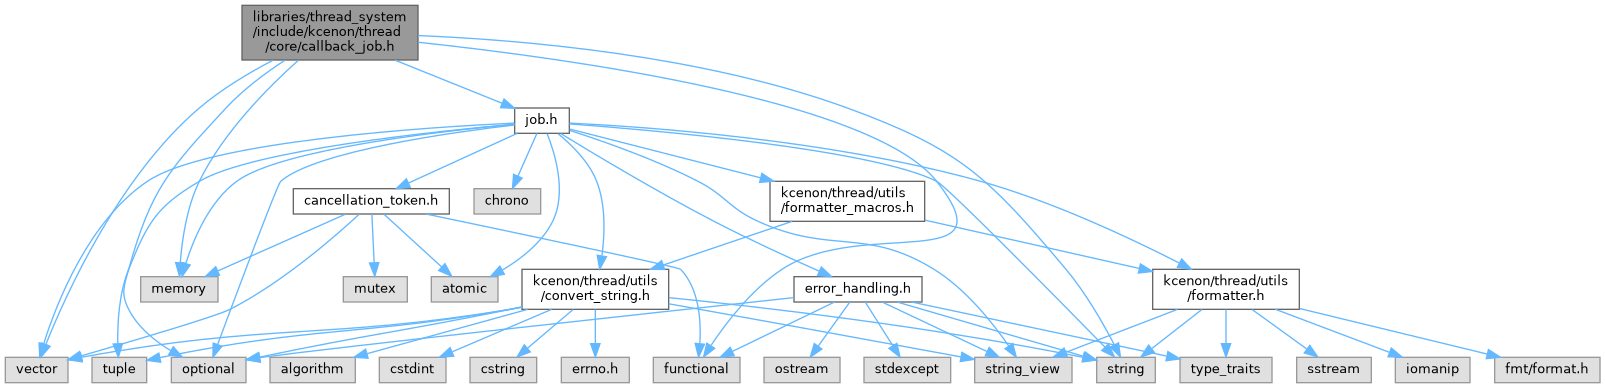 libraries/thread_system
/include/kcenon/thread
/core/callback_job.h
job.h
cancellation_token.h
chrono
kcenon/thread/utils
/formatter_macros.h
memory
mutex
atomic
kcenon/thread/utils
/convert_string.h
error_handling.h
kcenon/thread/utils
/formatter.h
vector
tuple
optional
algorithm
cstdint
cstring
errno.h
functional
ostream
stdexcept
string_view
string
type_traits
sstream
iomanip
fmt/format.h